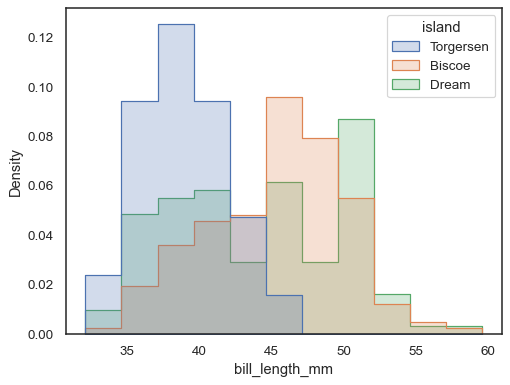 island
Torgersen
Biscoe
Dream
Density
0.12
0.10
0.08
0.06
0.04
0.02
0.00
35 40 45 50 55 60
bill_length_mm